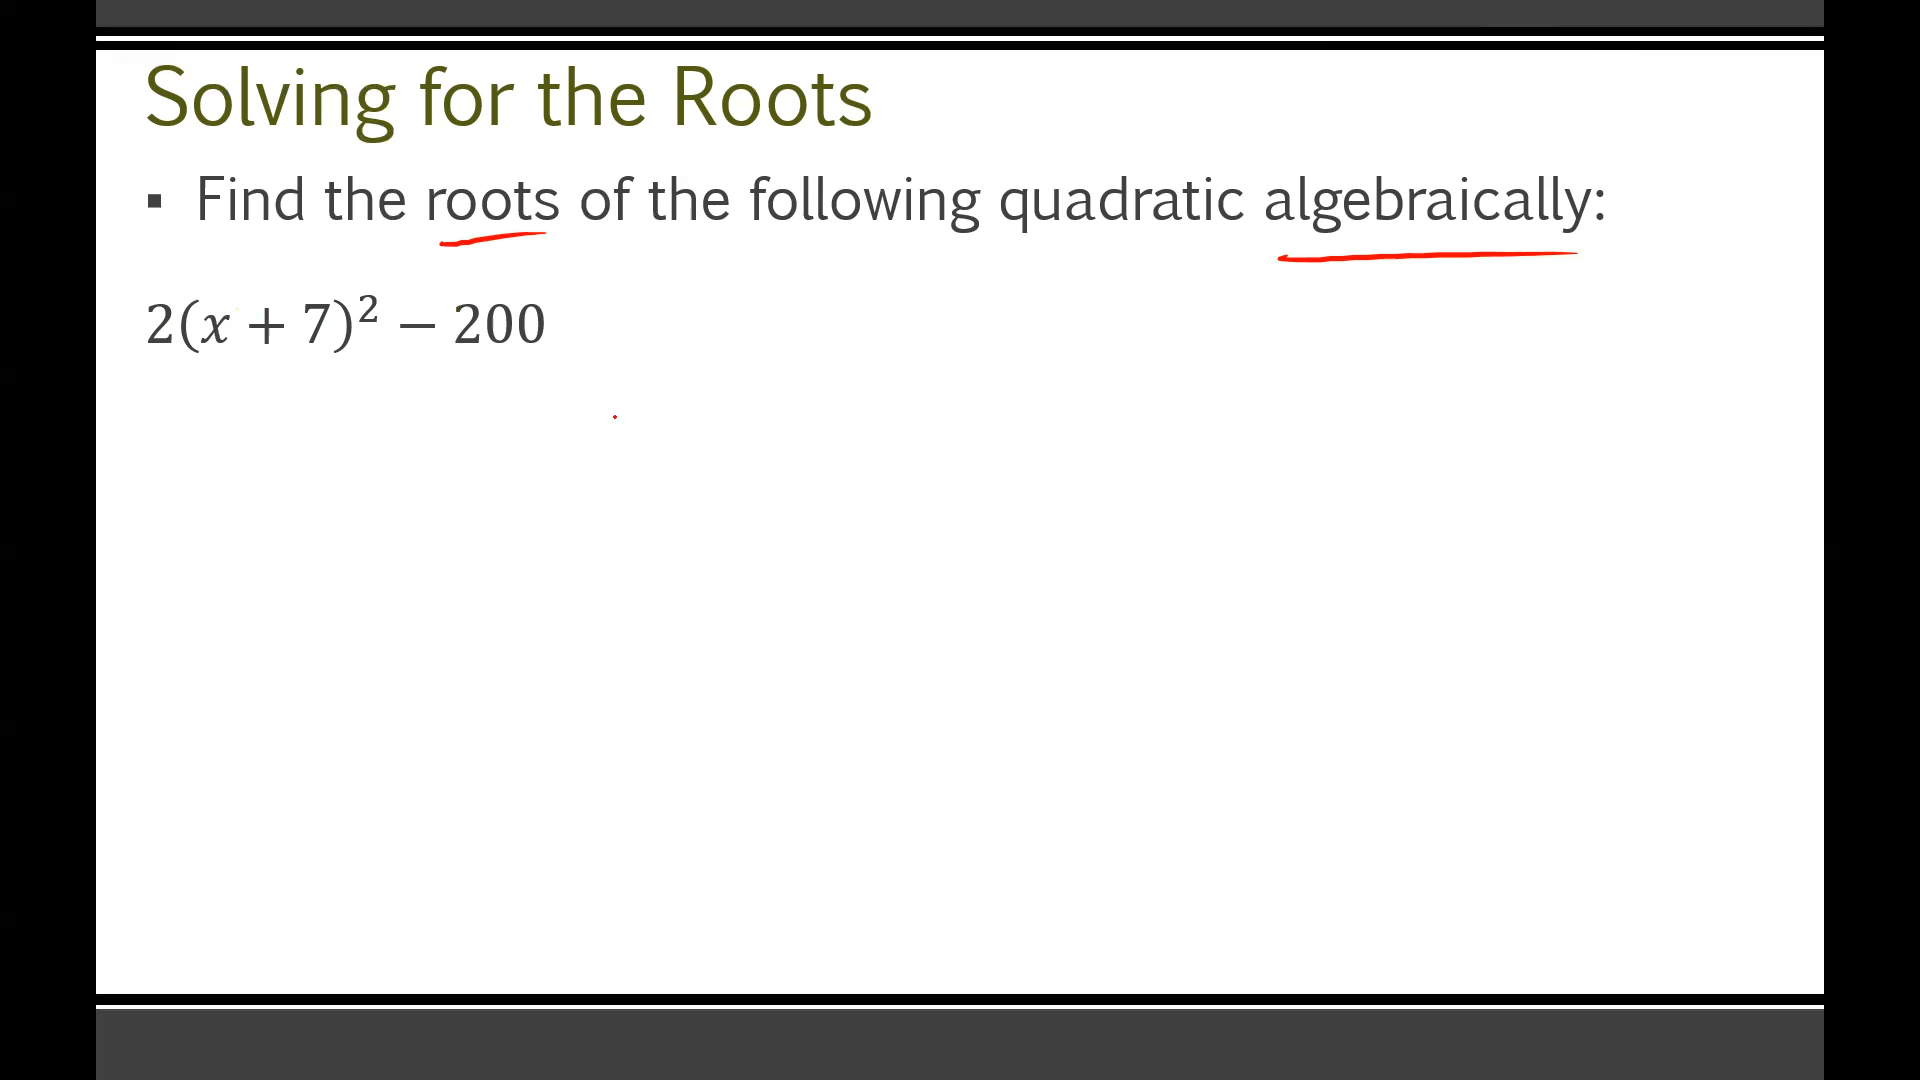 Solving for the Roots
▪ Find the roots of the following quadratic algebraically:
2(x + 7)² − 200